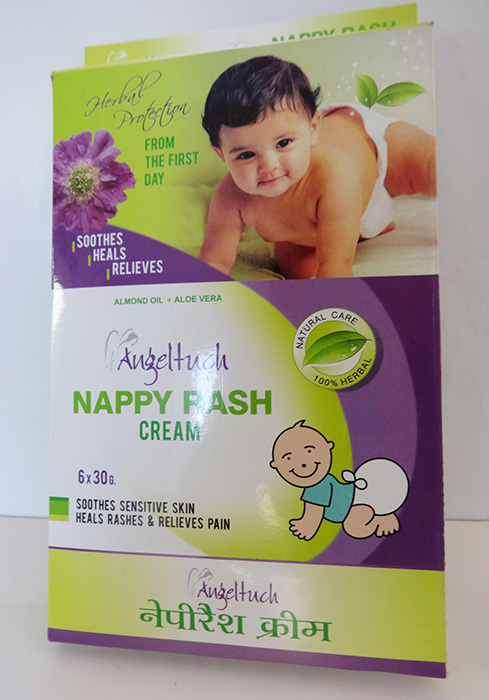 NAPPY RASH
Herbal
Protection
FROM
THE FIRST
DAY
SOOTHES
HEALS
RELIEVES
ALMOND OIL • ALOE VERA
NATURAL CARE
100% HERBAL
Angeltuch
NAPPY RASH
CREAM
6 x 30 G.
SOOTHES SENSITIVE SKIN
HEALS RASHES & RELIEVES PAIN
Angeltuch
नेपीरैश क्रीम